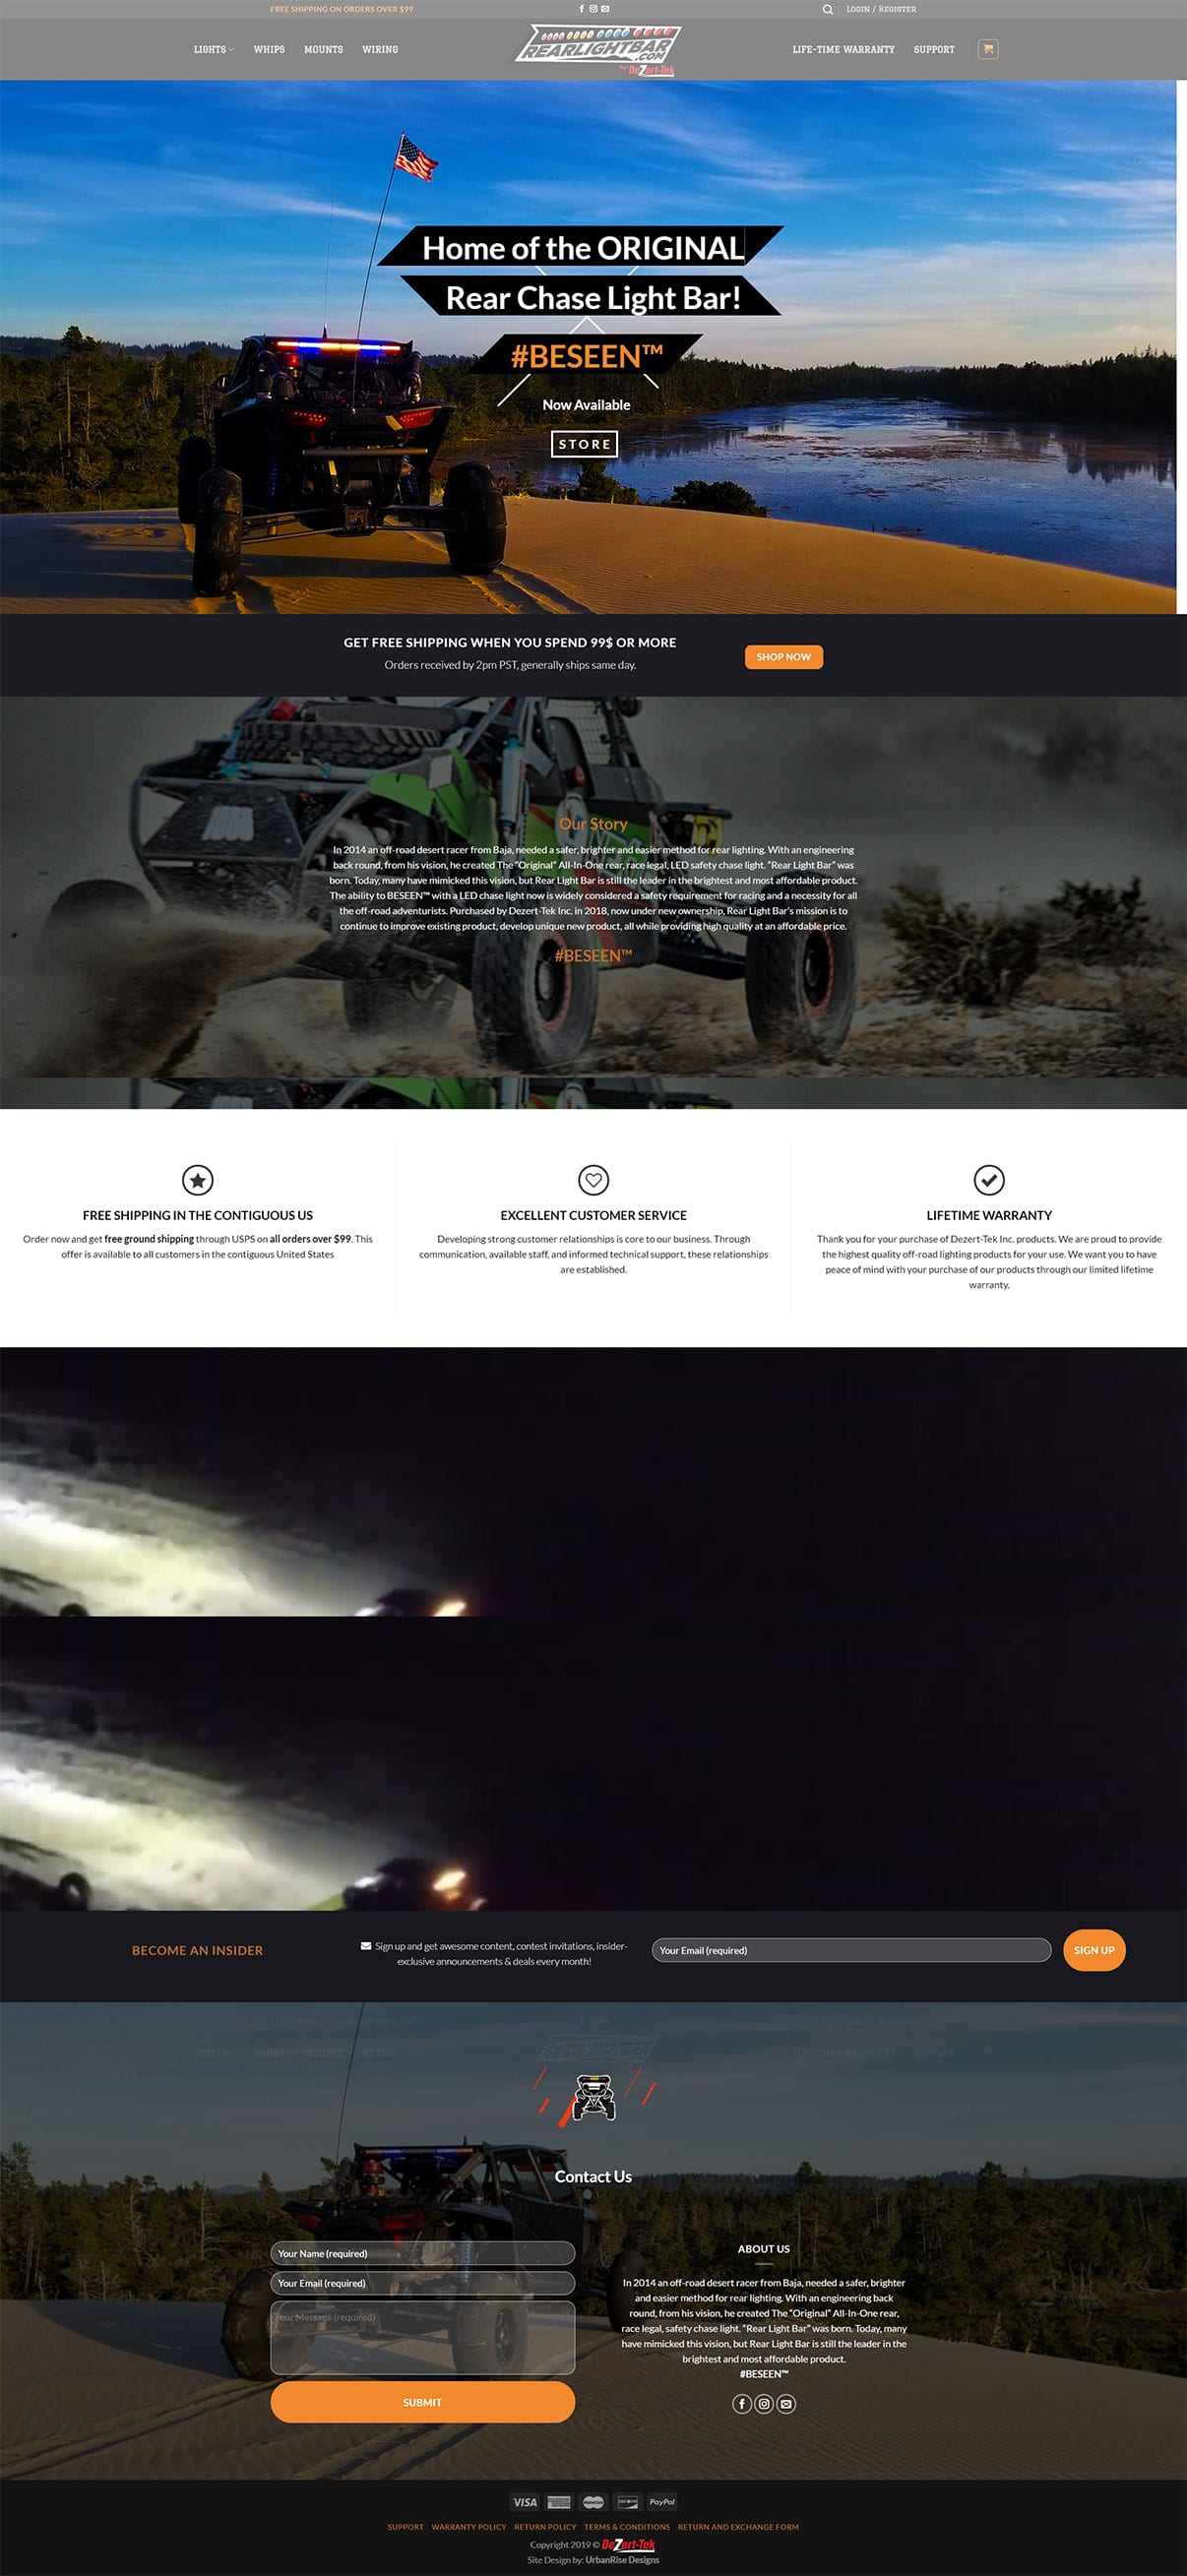 FREE SHIPPING ON ORDERS OVER $99
LOGIN / REGISTER
LIGHTS
WHIPS
MOUNTS
WIRING
REARLIGHTBAR
.COM
by: DeZert-Tek
LIFE-TIME WARRANTY
SUPPORT
Home of the ORIGINAL
Rear Chase Light Bar!
#BESEEN™
Now Available
STORE
GET FREE SHIPPING WHEN YOU SPEND 99$ OR MORE
Orders received by 2pm PST, generally ships same day.
SHOP NOW
Our Story
In 2014 an off-road desert racer from Baja, needed a safer, brighter and easier method for rear lighting. With an engineering
back round, from his vision, he created The “Original” All-In-One rear, race legal, LED safety chase light. “Rear Light Bar” was
born. Today, many have mimicked this vision, but Rear Light Bar is still the leader in the brightest and most affordable product.
The ability to BESEEN™ with a LED chase light now is widely considered a safety requirement for racing and a necessity for all
the off-road adventurists. Purchased by Dezert-Tek Inc. in 2018, now under new ownership, Rear Light Bar’s mission is to
continue to improve existing product, develop unique new product, all while providing high quality at an affordable price.
#BESEEN™
FREE SHIPPING IN THE CONTIGUOUS US
Order now and get free ground shipping through USPS on all orders over $99. This
offer is available to all customers in the contiguous United States
EXCELLENT CUSTOMER SERVICE
Developing strong customer relationships is core to our business. Through
communication, available staff, and informed technical support, these relationships
are established.
LIFETIME WARRANTY
Thank you for your purchase of Dezert-Tek Inc. products. We are proud to provide
the highest quality off-road lighting products for your use. We want you to have
peace of mind with your purchase of our products through our limited lifetime
warranty.
BECOME AN INSIDER
Sign up and get awesome content, contest invitations, insider-
exclusive announcements & deals every month!
Your Email (required)
SIGN UP
LIGHTS
WHIPS
MOUNTS
WIRING
LIFE-TIME WARRANTY
SUPPORT
Contact Us
Your Name (required)
Your Email (required)
Your Message (required)
SUBMIT
ABOUT US
In 2014 an off-road desert racer from Baja, needed a safer, brighter
and easier method for rear lighting. With an engineering back
round, from his vision, he created The “Original” All-In-One rear,
race legal, safety chase light. “Rear Light Bar” was born. Today, many
have mimicked this vision, but Rear Light Bar is still the leader in the
brightest and most affordable product.
#BESEEN™
VISA
DISCOVER
PayPal
SUPPORT WARRANTY POLICY RETURN POLICY TERMS & CONDITIONS RETURN AND EXCHANGE FORM
Copyright 2019 © DeZert-Tek
Site Design by: UrbanRise Designs